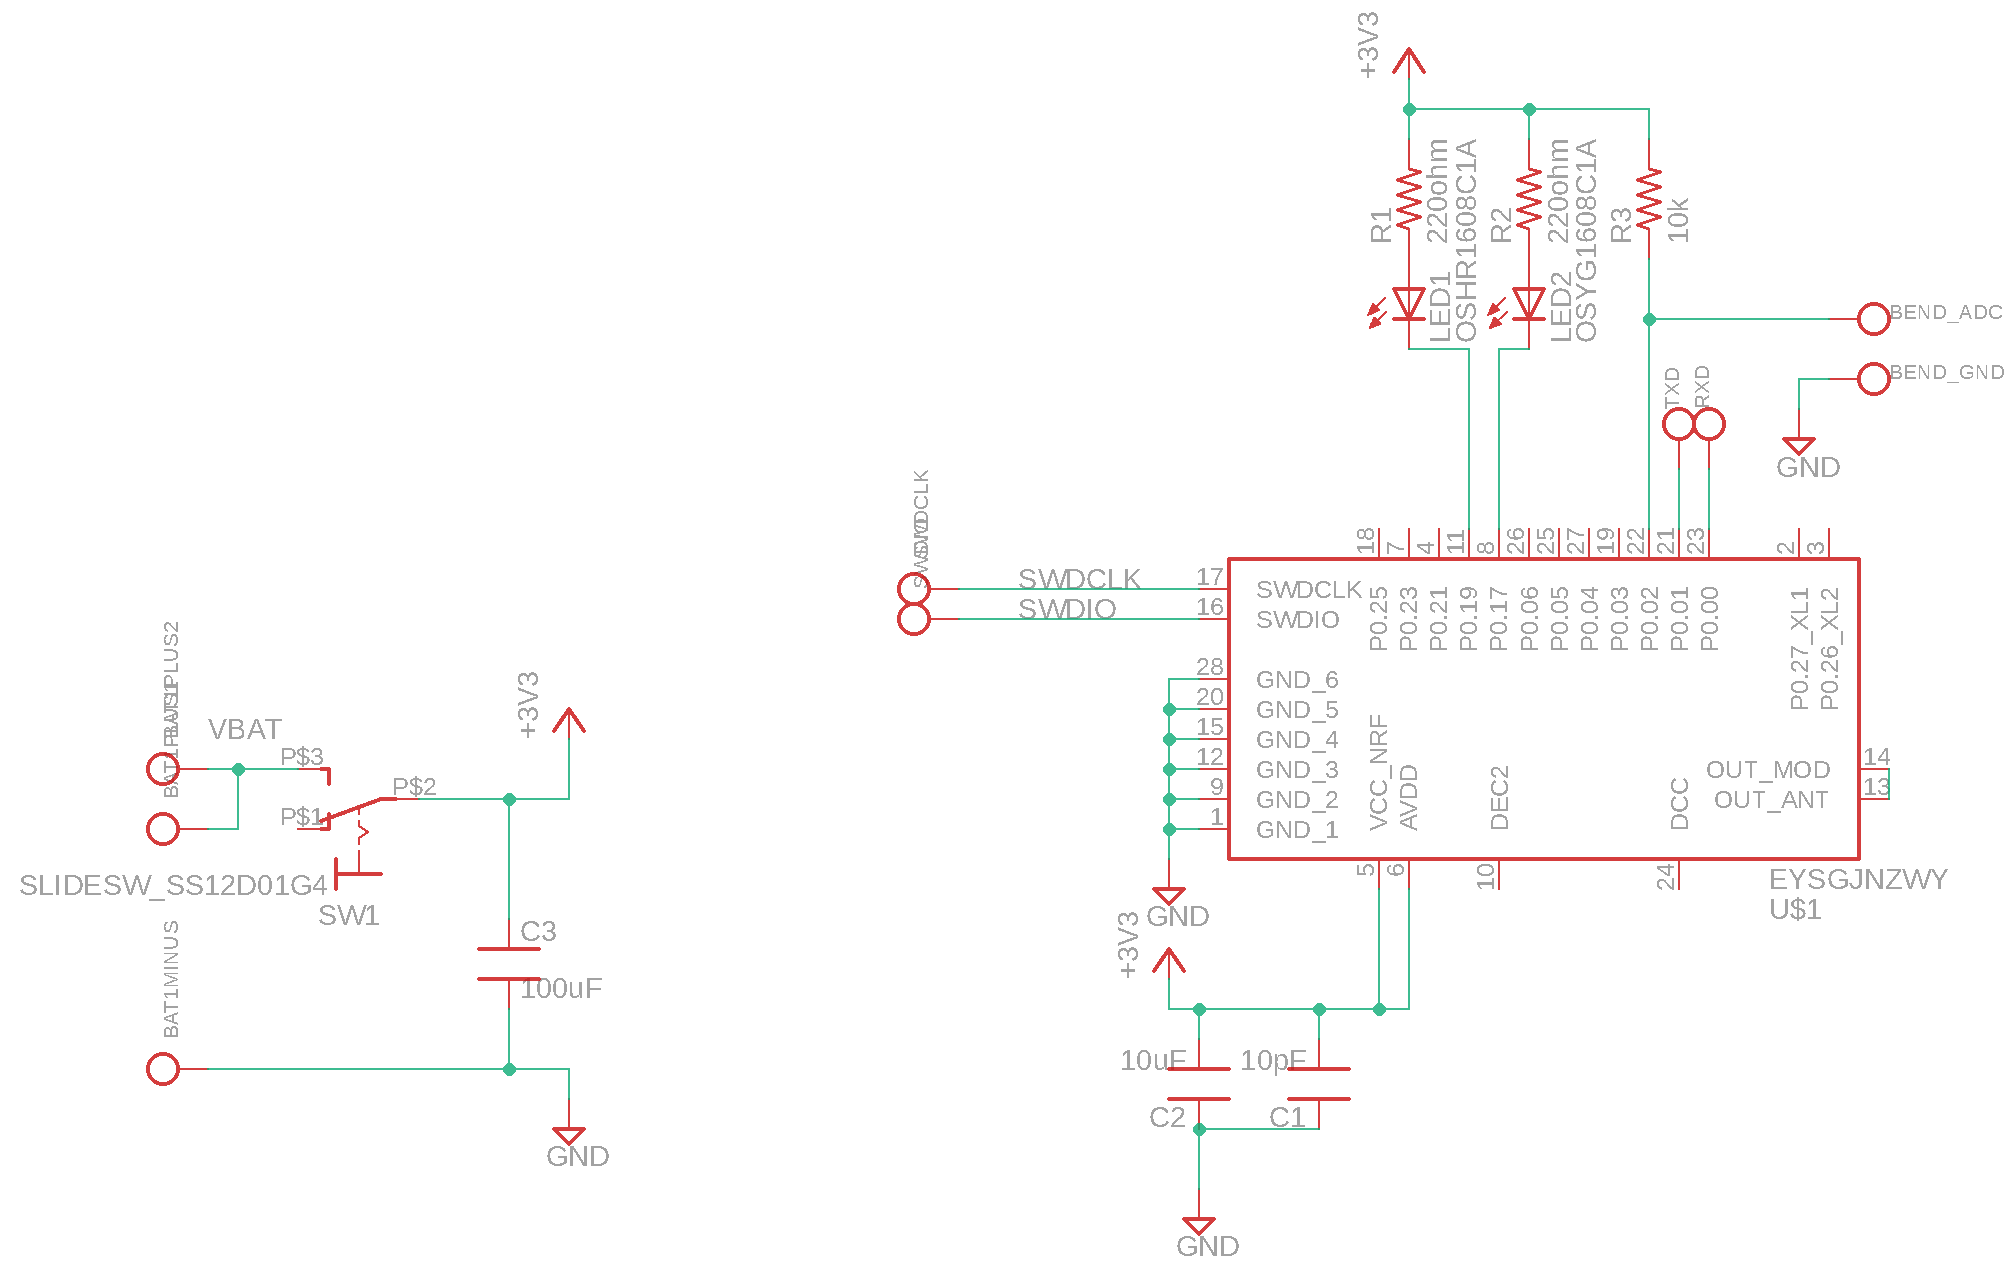 +3V3
R1
220ohm
LED1
OSHR1608C1A
R2
220ohm
LED2
OSYG1608C1A
R3
10k
BEND_ADC
BEND_GND
GND
TXD
RXD
SWDCLK
SWDIO
SWDCLK
SWDIO
18
7
4
11
8
26
25
27
19
22
21
23
2
3
17
16
28
20
15
12
9
1
SWDCLK
SWDIO
GND_6
GND_5
GND_4
GND_3
GND_2
GND_1
P0.25
P0.23
P0.21
P0.19
P0.17
P0.06
P0.05
P0.04
P0.03
P0.02
P0.01
P0.00
P0.27_XL1
P0.26_XL2
VCC_NRF
AVDD
DEC2
DCC
OUT_MOD
OUT_ANT
14
13
5
6
10
24
EYSGJNZWY
U$1
GND
+3V3
10uF
C2
10pF
C1
GND
BAT1PLUS2
VBAT
P$3
P$1
P$2
SLIDESW_SS12D01G4
SW1
+3V3
C3
100uF
BAT1MINUS
GND